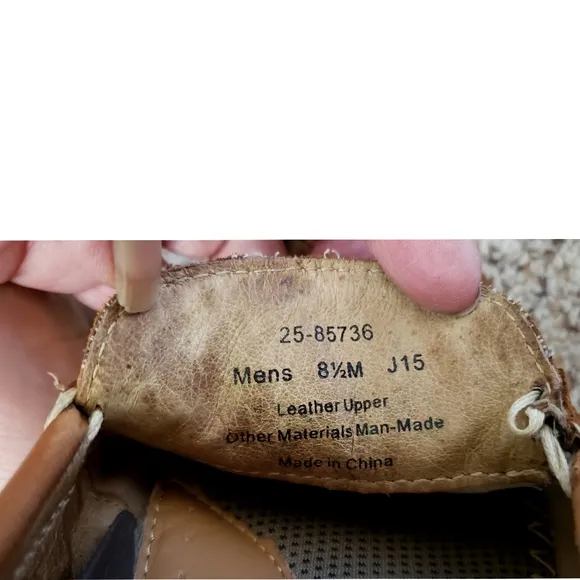 25-85736
Mens 8½M J15
Leather Upper
Other Materials Man-Made
Made in China